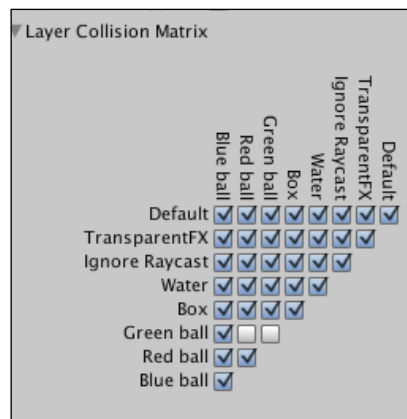 Layer Collision Matrix
Blue ball
Red ball
Green ball
Box
Water
Ignore Raycast
TransparentFX
Default
Default
TransparentFX
Ignore Raycast
Water
Box
Green ball
Red ball
Blue ball